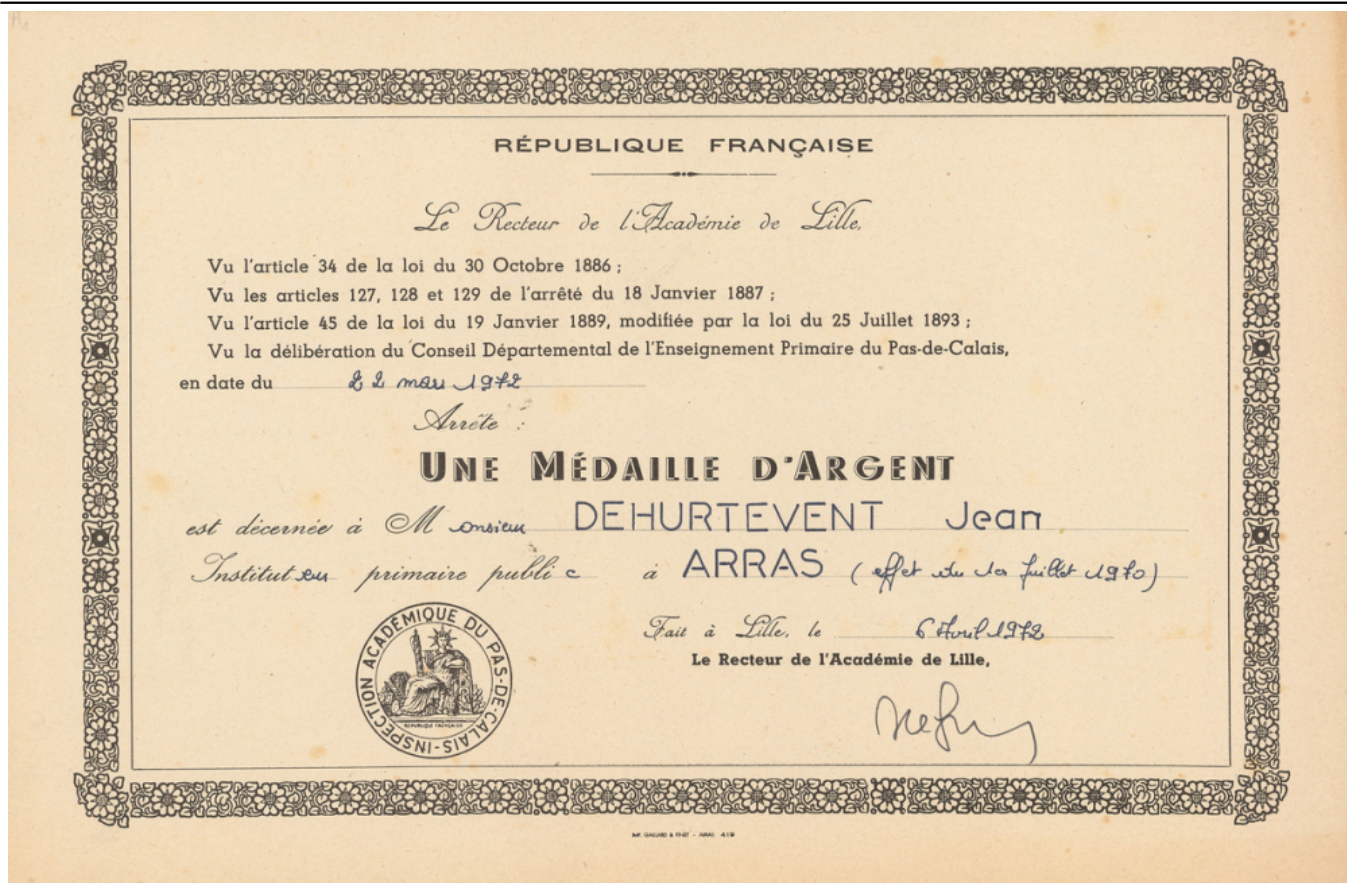 RÉPUBLIQUE FRANÇAISE
Le Recteur de l'Académie de Lille,
Vu l'article 34 de la loi du 30 Octobre 1886 ;
Vu les articles 127, 128 et 129 de l'arrêté du 18 Janvier 1887 ;
Vu l'article 45 de la loi du 19 Janvier 1889, modifiée par la loi du 25 Juillet 1893 ;
Vu la délibération du Conseil Départemental de l'Enseignement Primaire du Pas-de-Calais,
en date du 22 mars 1972
Arrête :
UNE MÉDAILLE D'ARGENT
est décernée à Monsieur DEHURTEVENT Jean
Instituteur primaire public à ARRAS (effet du 1er Juillet 1970)
Fait à Lille, le 6 Avril 1972
Le Recteur de l'Académie de Lille,
INSPECTION ACADÉMIQUE DU PAS-DE-CALAIS
RÉPUBLIQUE FRANÇAISE